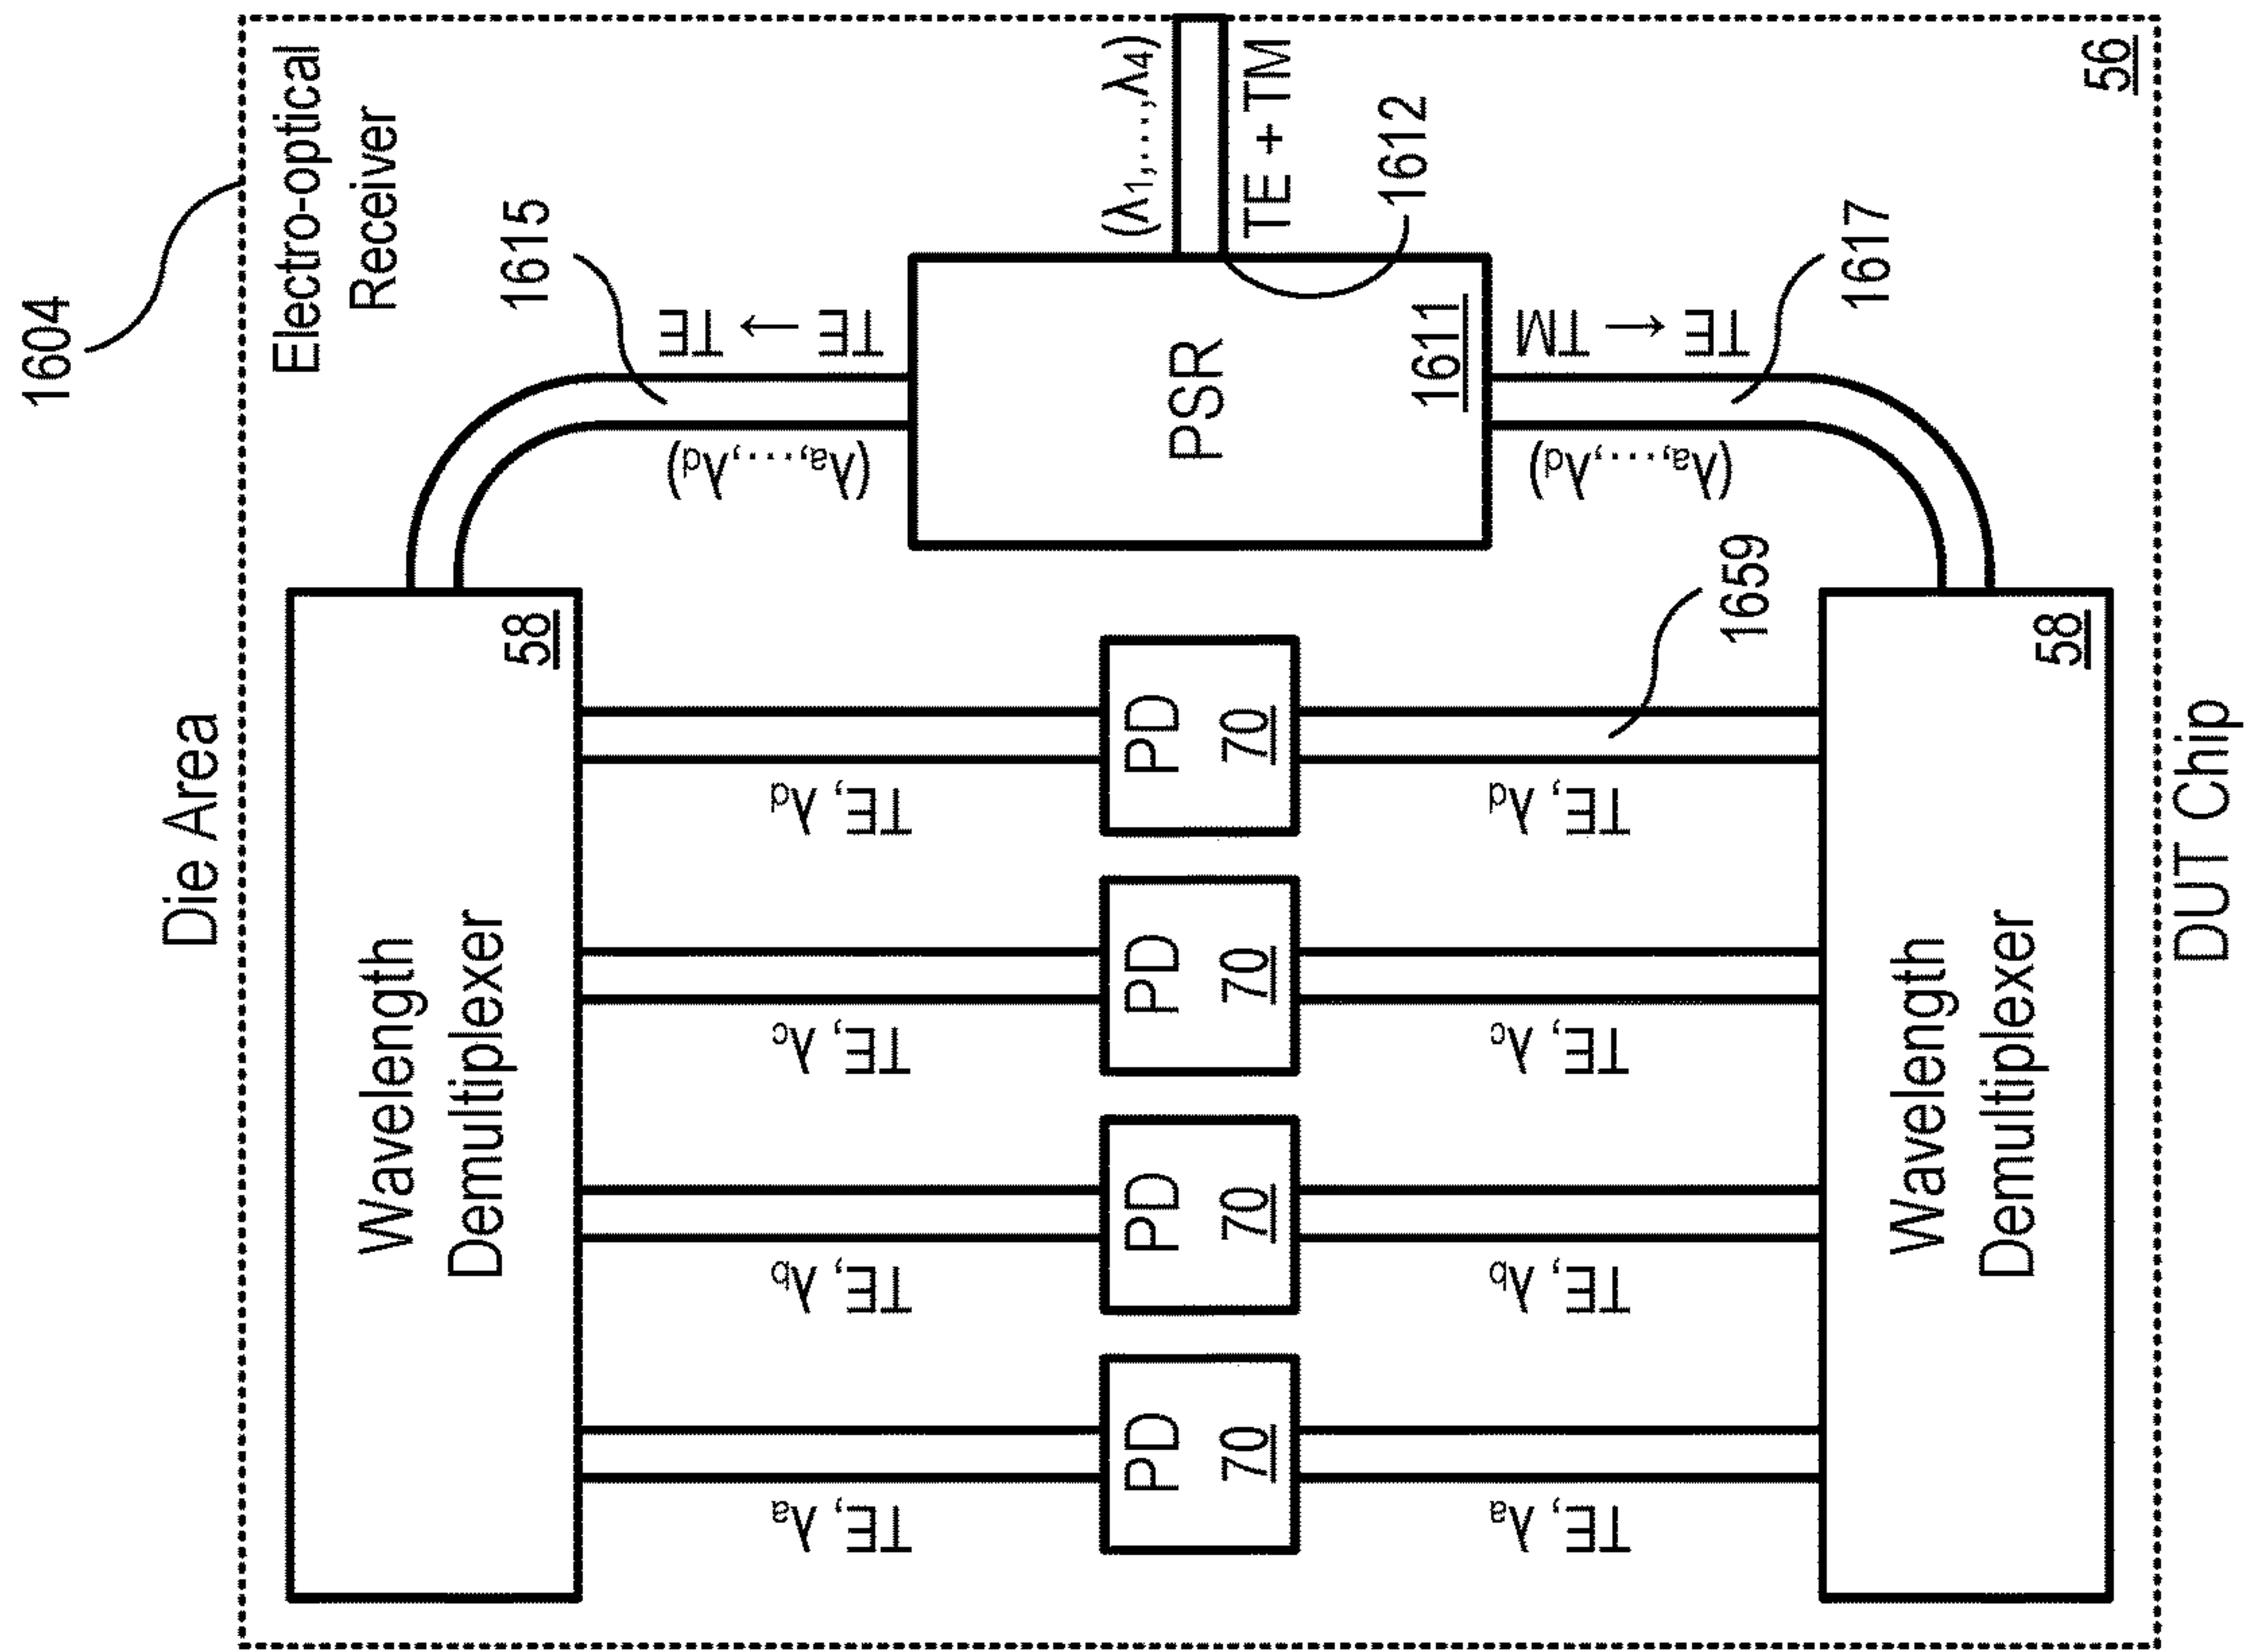 1604
Die Area
Electro-optical
Receiver
Wavelength
Demultiplexer
58
1615
TE → TE
(λa,...,λd)
TE, λa
TE, λb
TE, λc
TE, λd
(λ1,...,λ4)
TE + TM
PSR
1611
1612
PD
70
PD
70
PD
70
PD
70
TE ← TM
(λa,...,λd)
1617
1659
TE, λa
TE, λb
TE, λc
TE, λd
Wavelength
Demultiplexer
58
56
DUT Chip